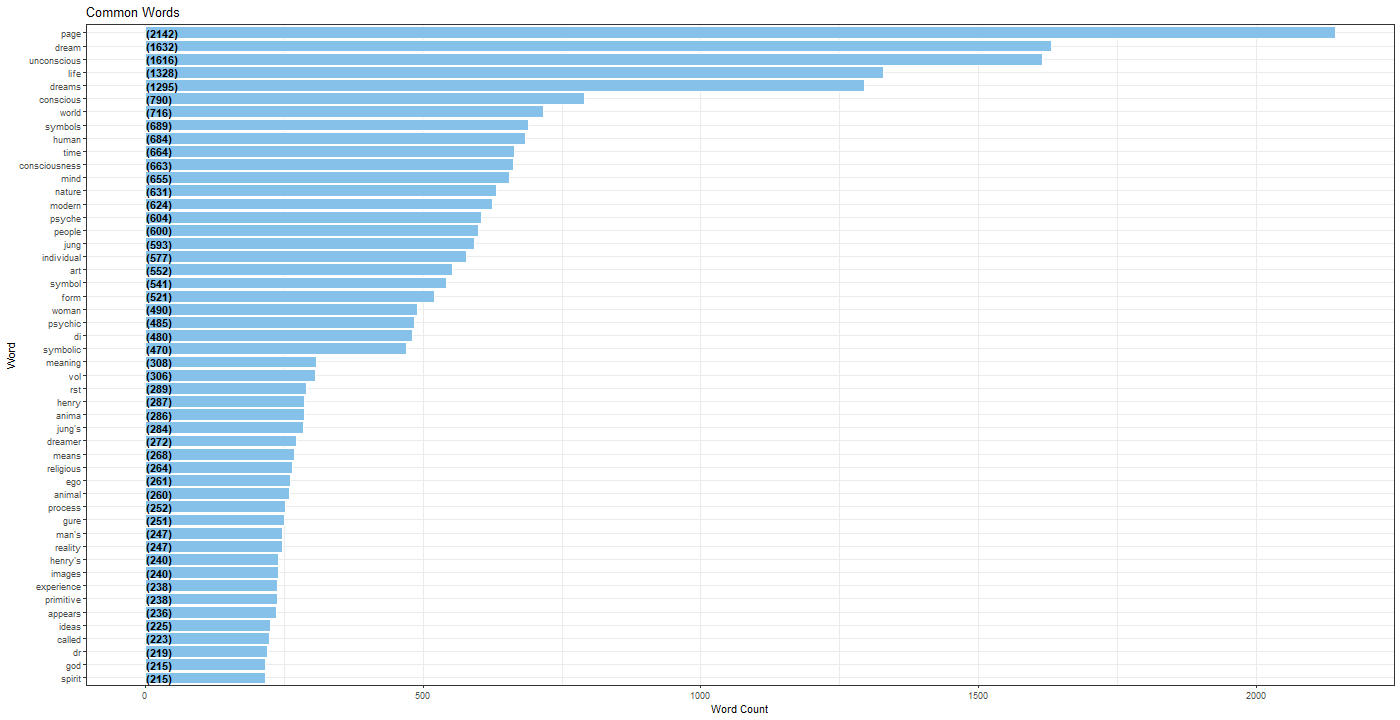 Common Words
page (2142)
dream (1632)
unconscious (1616)
life (1328)
dreams (1295)
conscious (790)
world (716)
symbols (689)
human (684)
time (664)
consciousness (663)
mind (655)
nature (631)
modern (624)
psyche (604)
people (600)
jung (593)
individual (577)
art (552)
symbol (541)
form (521)
woman (490)
psychic (485)
di (480)
symbolic (470)
meaning (308)
vol (306)
rst (289)
henry (287)
anima (286)
jung's (284)
dreamer (272)
means (268)
religious (264)
ego (261)
animal (260)
process (252)
gure (251)
man's (247)
reality (247)
henry's (240)
images (240)
experience (238)
primitive (238)
appears (236)
ideas (225)
called (223)
dr (219)
god (215)
spirit (215)
Word
0 500 1000 1500 2000
Word Count